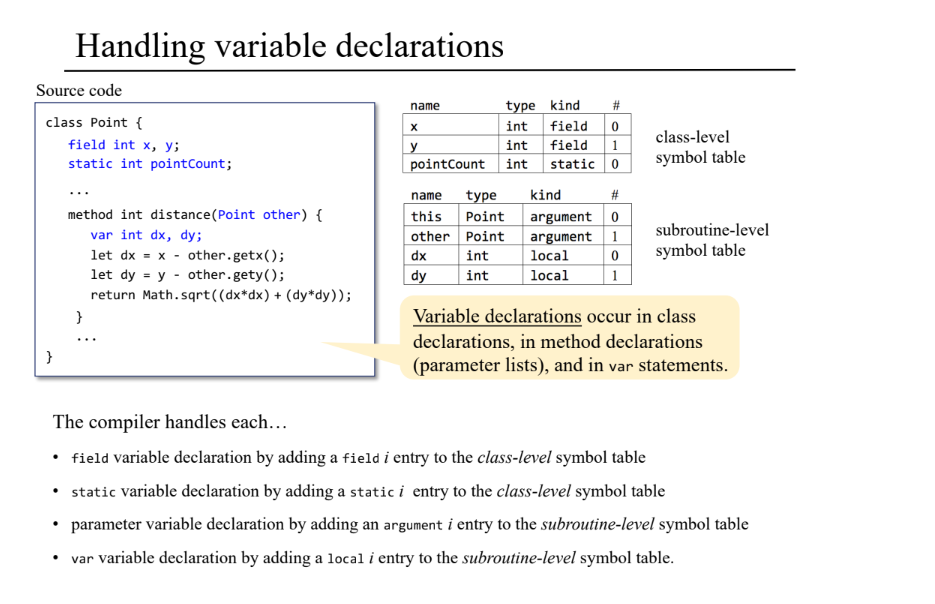 Handling variable declarations
Source code
class Point {
field int x, y;
static int pointCount;
...
method int distance(Point other) {
var int dx, dy;
let dx = x - other.getx();
let dy = y - other.gety();
return Math.sqrt((dx*dx) + (dy*dy));
}
...
}
name type kind #
x int field 0
y int field 1
pointCount int static 0
class-level
symbol table
name type kind #
this Point argument 0
other Point argument 1
dx int local 0
dy int local 1
subroutine-level
symbol table
Variable declarations occur in class
declarations, in method declarations
(parameter lists), and in var statements.
The compiler handles each…
• field variable declaration by adding a field i entry to the class-level symbol table
• static variable declaration by adding a static i entry to the class-level symbol table
• parameter variable declaration by adding an argument i entry to the subroutine-level symbol table
• var variable declaration by adding a local i entry to the subroutine-level symbol table.